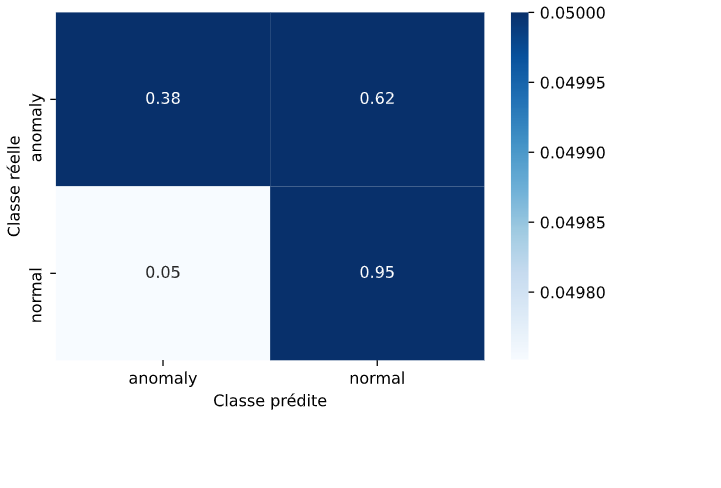 0.38 0.62
0.05 0.95
anomaly
normal
Classe réelle
anomaly normal
Classe prédite
0.05000
0.04995
0.04990
0.04985
0.04980